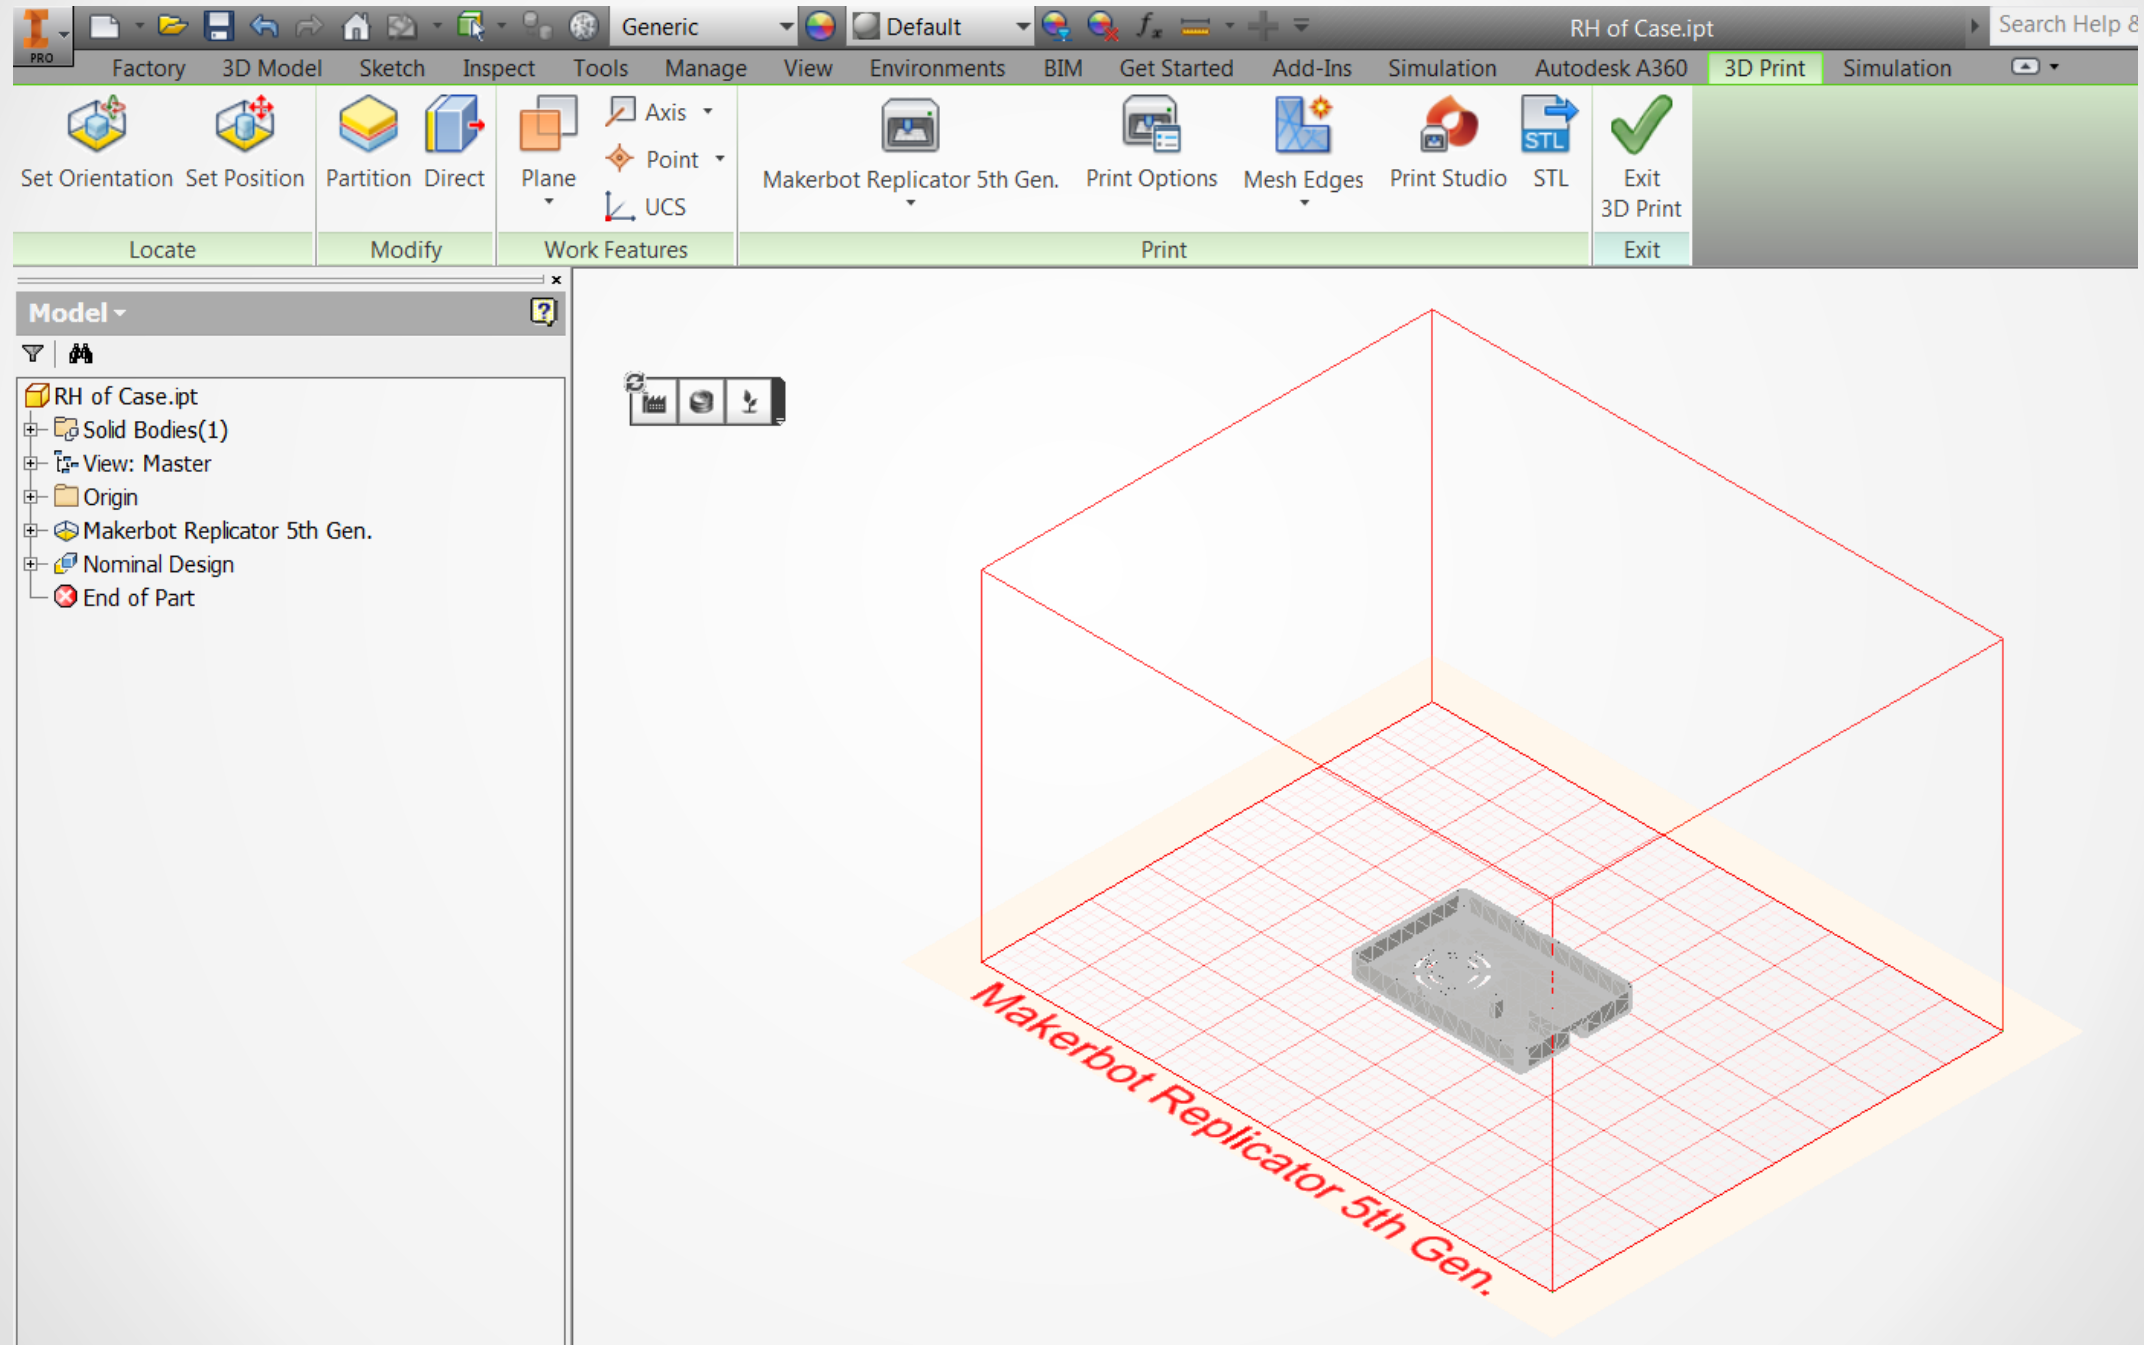 Generic
Default
fx
RH of Case.ipt
Search Help &
PRO
Factory 3D Model Sketch Inspect Tools Manage View Environments BIM Get Started Add-Ins Simulation Autodesk A360 3D Print Simulation
Set Orientation
Set Position
Locate
Partition
Direct
Modify
Plane
Axis
Point
UCS
Work Features
Makerbot Replicator 5th Gen.
Print Options
Mesh Edges
Print Studio
STL
STL
Print
Exit
3D Print
Exit
Model
RH of Case.ipt
Solid Bodies(1)
View: Master
Origin
Makerbot Replicator 5th Gen.
Nominal Design
End of Part
Makerbot Replicator 5th Gen.